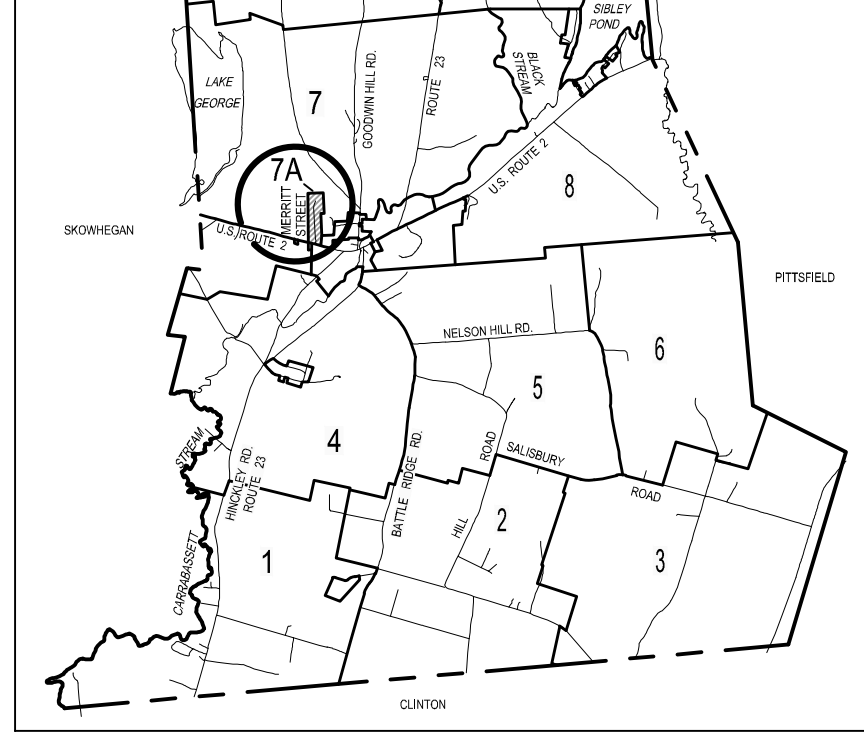 SIBLEY
POND
BLACK
STREAM
LAKE
GEORGE
7
GOODWIN HILL RD.
ROUTE 23
7A
MERRITT
STREET
U.S. ROUTE 2
8
SKOWHEGAN
U.S. ROUTE 2
PITTSFIELD
NELSON HILL RD.
6
5
4
STREAM
HINCKLEY RD.
ROUTE 23
BATTLE RIDGE RD.
HILL ROAD
SALISBURY
ROAD
2
1
3
CARRABASSETT
CLINTON